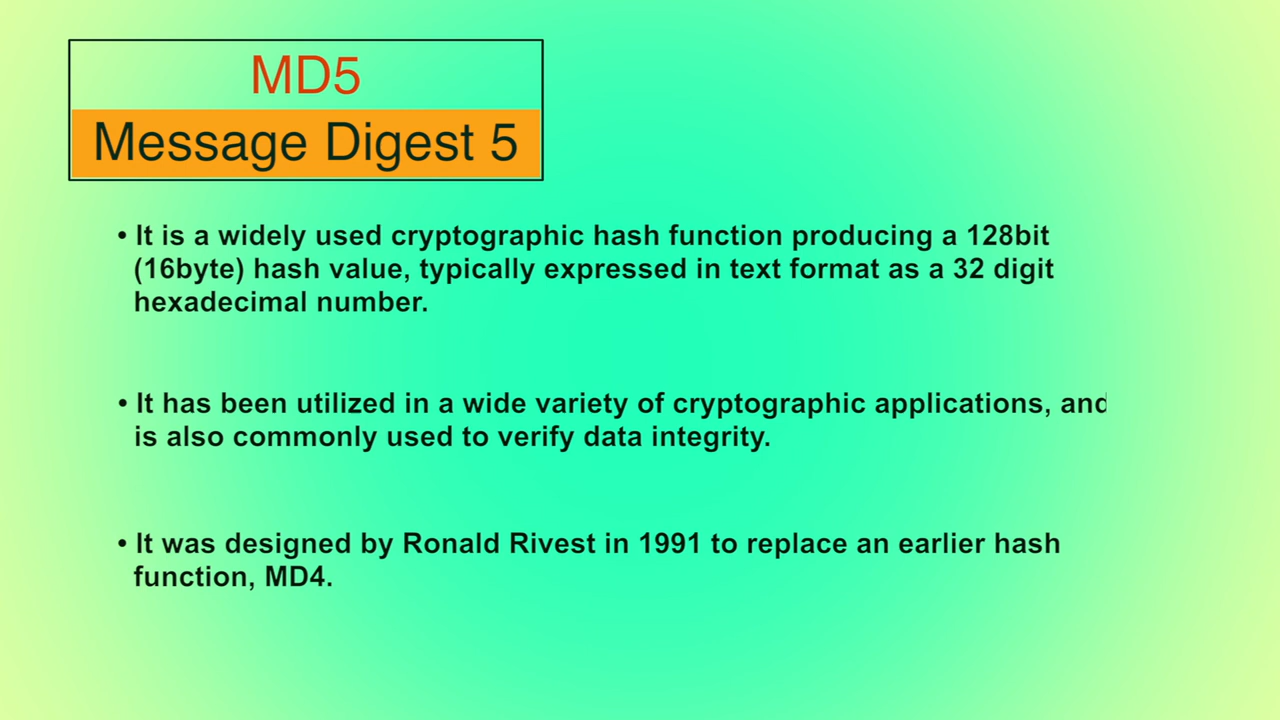 MD5
Message Digest 5
• It is a widely used cryptographic hash function producing a 128bit
(16byte) hash value, typically expressed in text format as a 32 digit
hexadecimal number.
• It has been utilized in a wide variety of cryptographic applications, and
is also commonly used to verify data integrity.
• It was designed by Ronald Rivest in 1991 to replace an earlier hash
function, MD4.